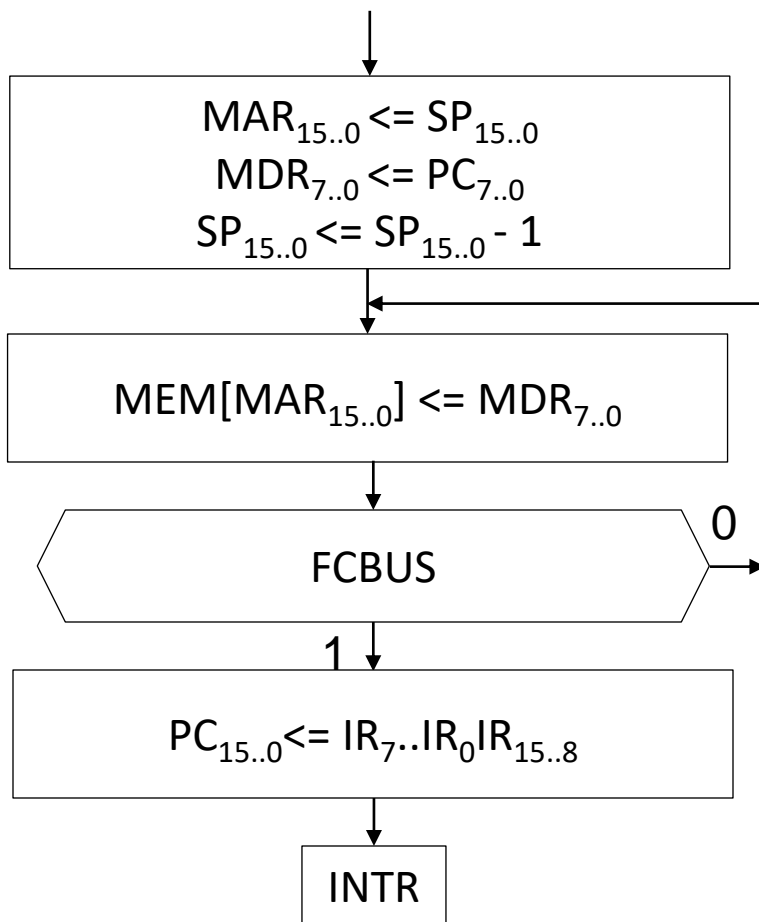 MAR15..0 <= SP15..0
MDR7..0 <= PC7..0
SP15..0 <= SP15..0 - 1
MEM[MAR15..0] <= MDR7..0
0
FCBUS
1
PC15..0<= IR7..IR0IR15..8
INTR